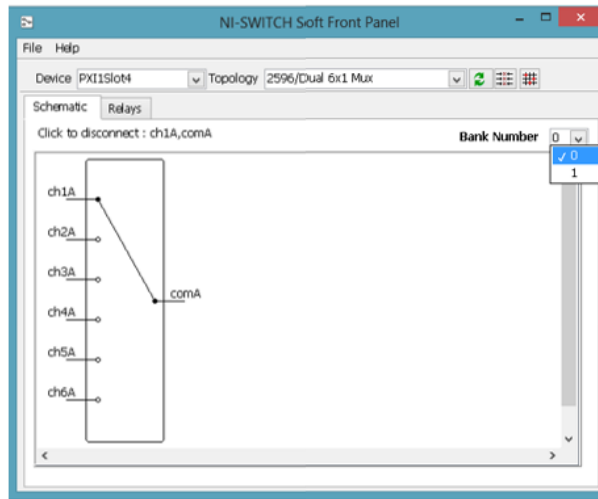 NI-SWITCH Soft Front Panel
File Help
Device PXI1Slot4 Topology 2596/Dual 6x1 Mux
Schematic Relays
Click to disconnect : ch1A,comA Bank Number 0
0
1
ch1A
ch2A
ch3A
comA
ch4A
ch5A
ch6A